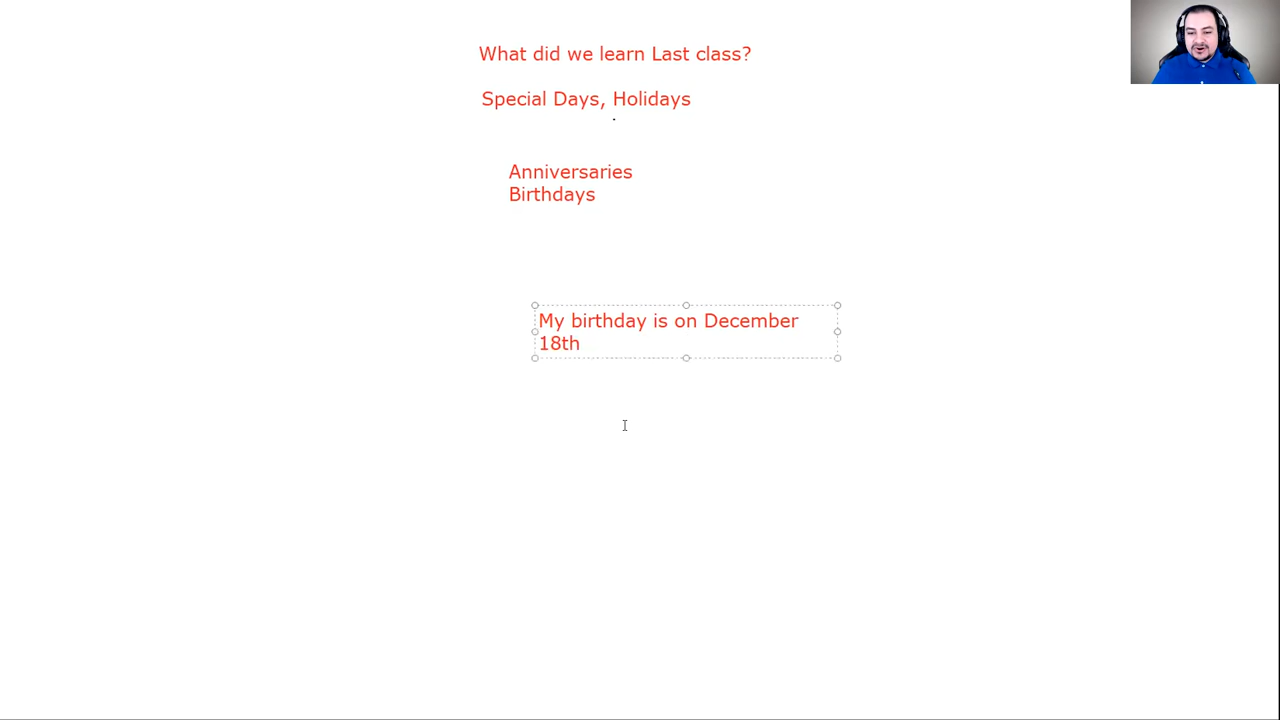 What did we learn Last class?
Special Days, Holidays
Anniversaries
Birthdays
My birthday is on December
18th